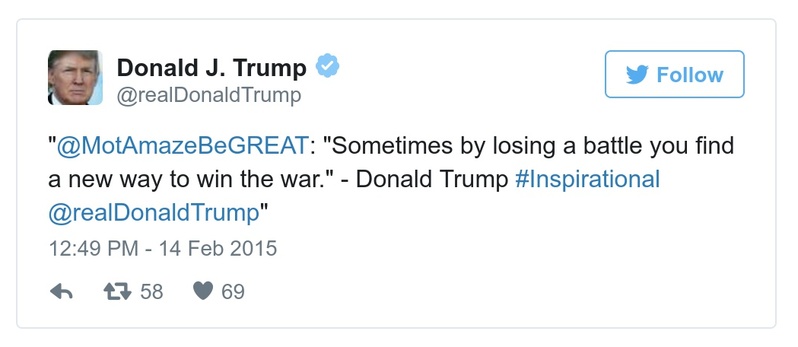 Donald J. Trump
@realDonaldTrump
Follow
"@MotAmazeBeGREAT: "Sometimes by losing a battle you find
a new way to win the war." - Donald Trump #Inspirational
@realDonaldTrump"
12:49 PM - 14 Feb 2015
58 69